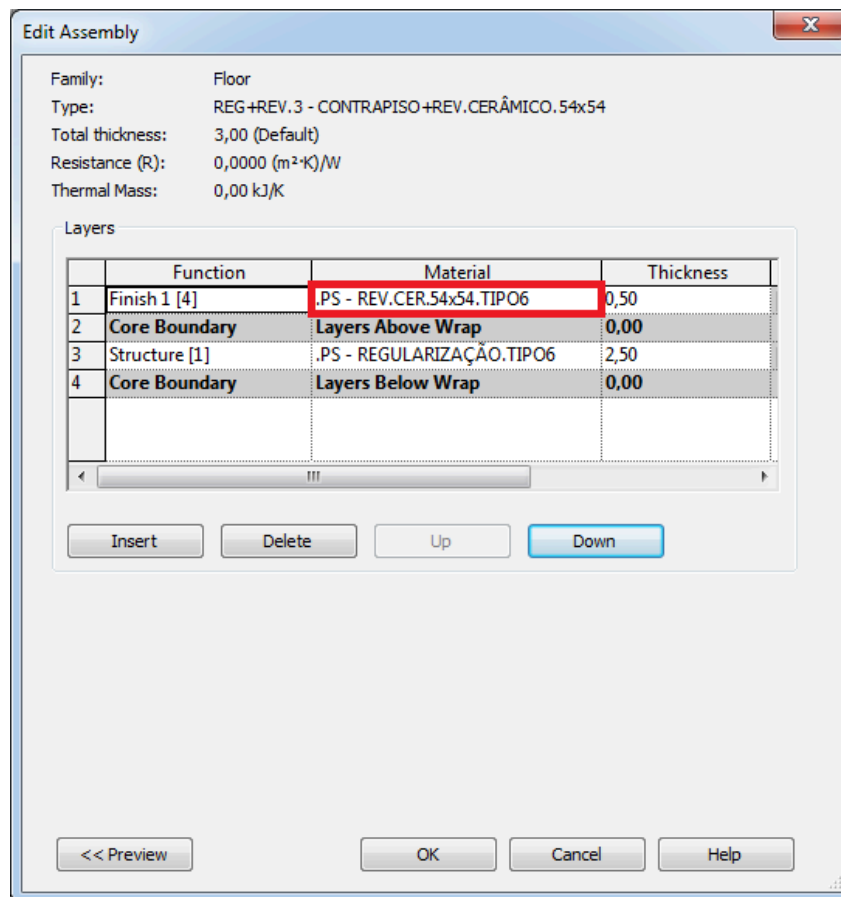 Edit Assembly
Family: Floor
Type: REG+REV.3 - CONTRAPISO+REV.CERÂMICO.54x54
Total thickness: 3,00 (Default)
Resistance (R): 0,0000 (m²·K)/W
Thermal Mass: 0,00 kJ/K
Layers
Function Material Thickness
1 Finish 1 [4] .PS - REV.CER.54x54.TIPO6 0,50
2 Core Boundary Layers Above Wrap 0,00
3 Structure [1] .PS - REGULARIZAÇÃO.TIPO6 2,50
4 Core Boundary Layers Below Wrap 0,00
Insert Delete Up Down
<< Preview OK Cancel Help